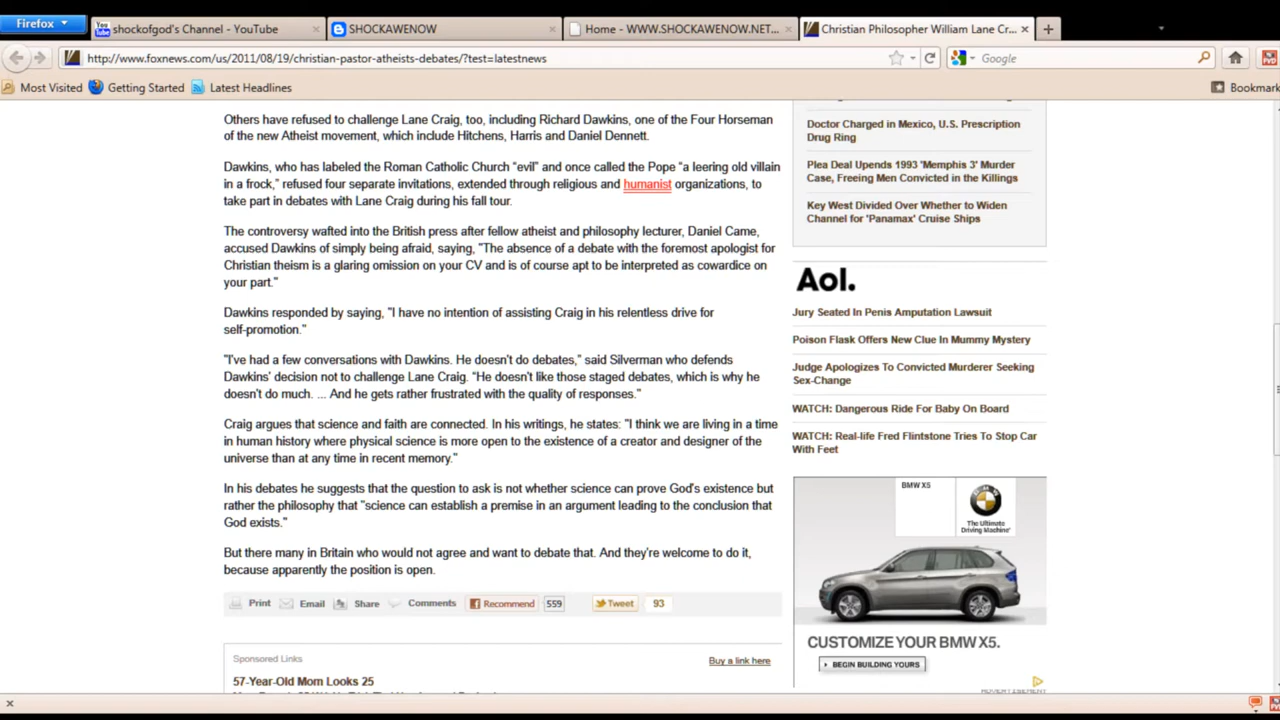 Firefox
shockofgod's Channel - YouTube
SHOCKAWENOW
Home - WWW.SHOCKAWENOW.NET...
Christian Philosopher William Lane Cr...
http://www.foxnews.com/us/2011/08/19/christian-pastor-atheists-debates/?test=latestnews
Google
Most Visited
Getting Started
Latest Headlines
Bookmark
Others have refused to challenge Lane Craig, too, including Richard Dawkins, one of the Four Horseman
of the new Atheist movement, which include Hitchens, Harris and Daniel Dennett.
Dawkins, who has labeled the Roman Catholic Church “evil” and once called the Pope “a leering old villain
in a frock,” refused four separate invitations, extended through religious and humanist organizations, to
take part in debates with Lane Craig during his fall tour.
The controversy wafted into the British press after fellow atheist and philosophy lecturer, Daniel Came,
accused Dawkins of simply being afraid, saying, "The absence of a debate with the foremost apologist for
Christian theism is a glaring omission on your CV and is of course apt to be interpreted as cowardice on
your part."
Dawkins responded by saying, "I have no intention of assisting Craig in his relentless drive for
self-promotion."
"I've had a few conversations with Dawkins. He doesn't do debates,” said Silverman who defends
Dawkins' decision not to challenge Lane Craig. “He doesn't like those staged debates, which is why he
doesn't do much. ... And he gets rather frustrated with the quality of responses.”
Craig argues that science and faith are connected. In his writings, he states: "I think we are living in a time
in human history where physical science is more open to the existence of a creator and designer of the
universe than at any time in recent memory."
In his debates he suggests that the question to ask is not whether science can prove God's existence but
rather the philosophy that "science can establish a premise in an argument leading to the conclusion that
God exists."
But there many in Britain who would not agree and want to debate that. And they're welcome to do it,
because apparently the position is open.
Print
Email
Share
Comments
Recommend
559
Tweet
93
Sponsored Links
Buy a link here
57-Year-Old Mom Looks 25
Doctor Charged in Mexico, U.S. Prescription
Drug Ring
Plea Deal Upends 1993 'Memphis 3' Murder
Case, Freeing Men Convicted in the Killings
Key West Divided Over Whether to Widen
Channel for 'Panamax' Cruise Ships
Aol.
Jury Seated In Penis Amputation Lawsuit
Poison Flask Offers New Clue In Mummy Mystery
Judge Apologizes To Convicted Murderer Seeking
Sex-Change
WATCH: Dangerous Ride For Baby On Board
WATCH: Real-life Fred Flintstone Tries To Stop Car
With Feet
BMW X5
The Ultimate
Driving Machine®
CUSTOMIZE YOUR BMW X5.
BEGIN BUILDING YOURS
ADVERTISEMENT